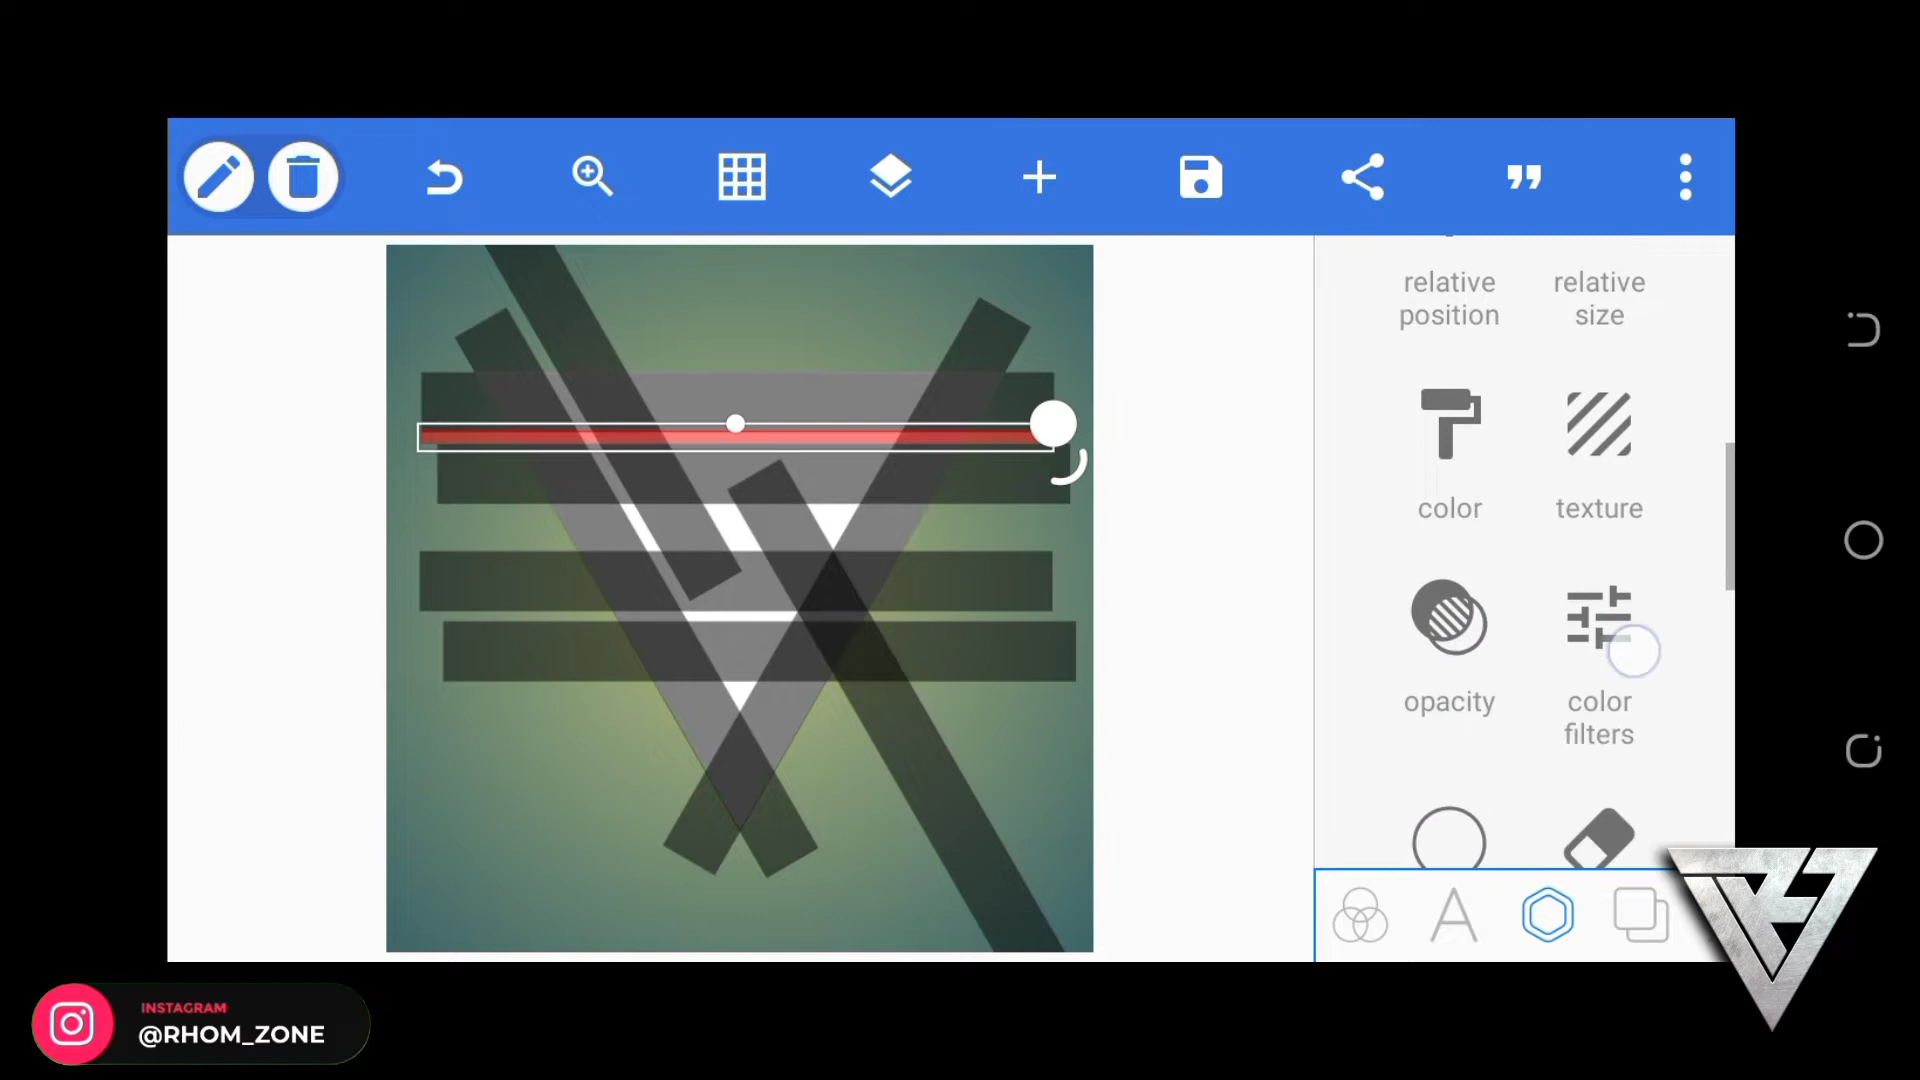 relative
position
relative
size
color
texture
opacity
color
filters
INSTAGRAM
@RHOM_ZONE